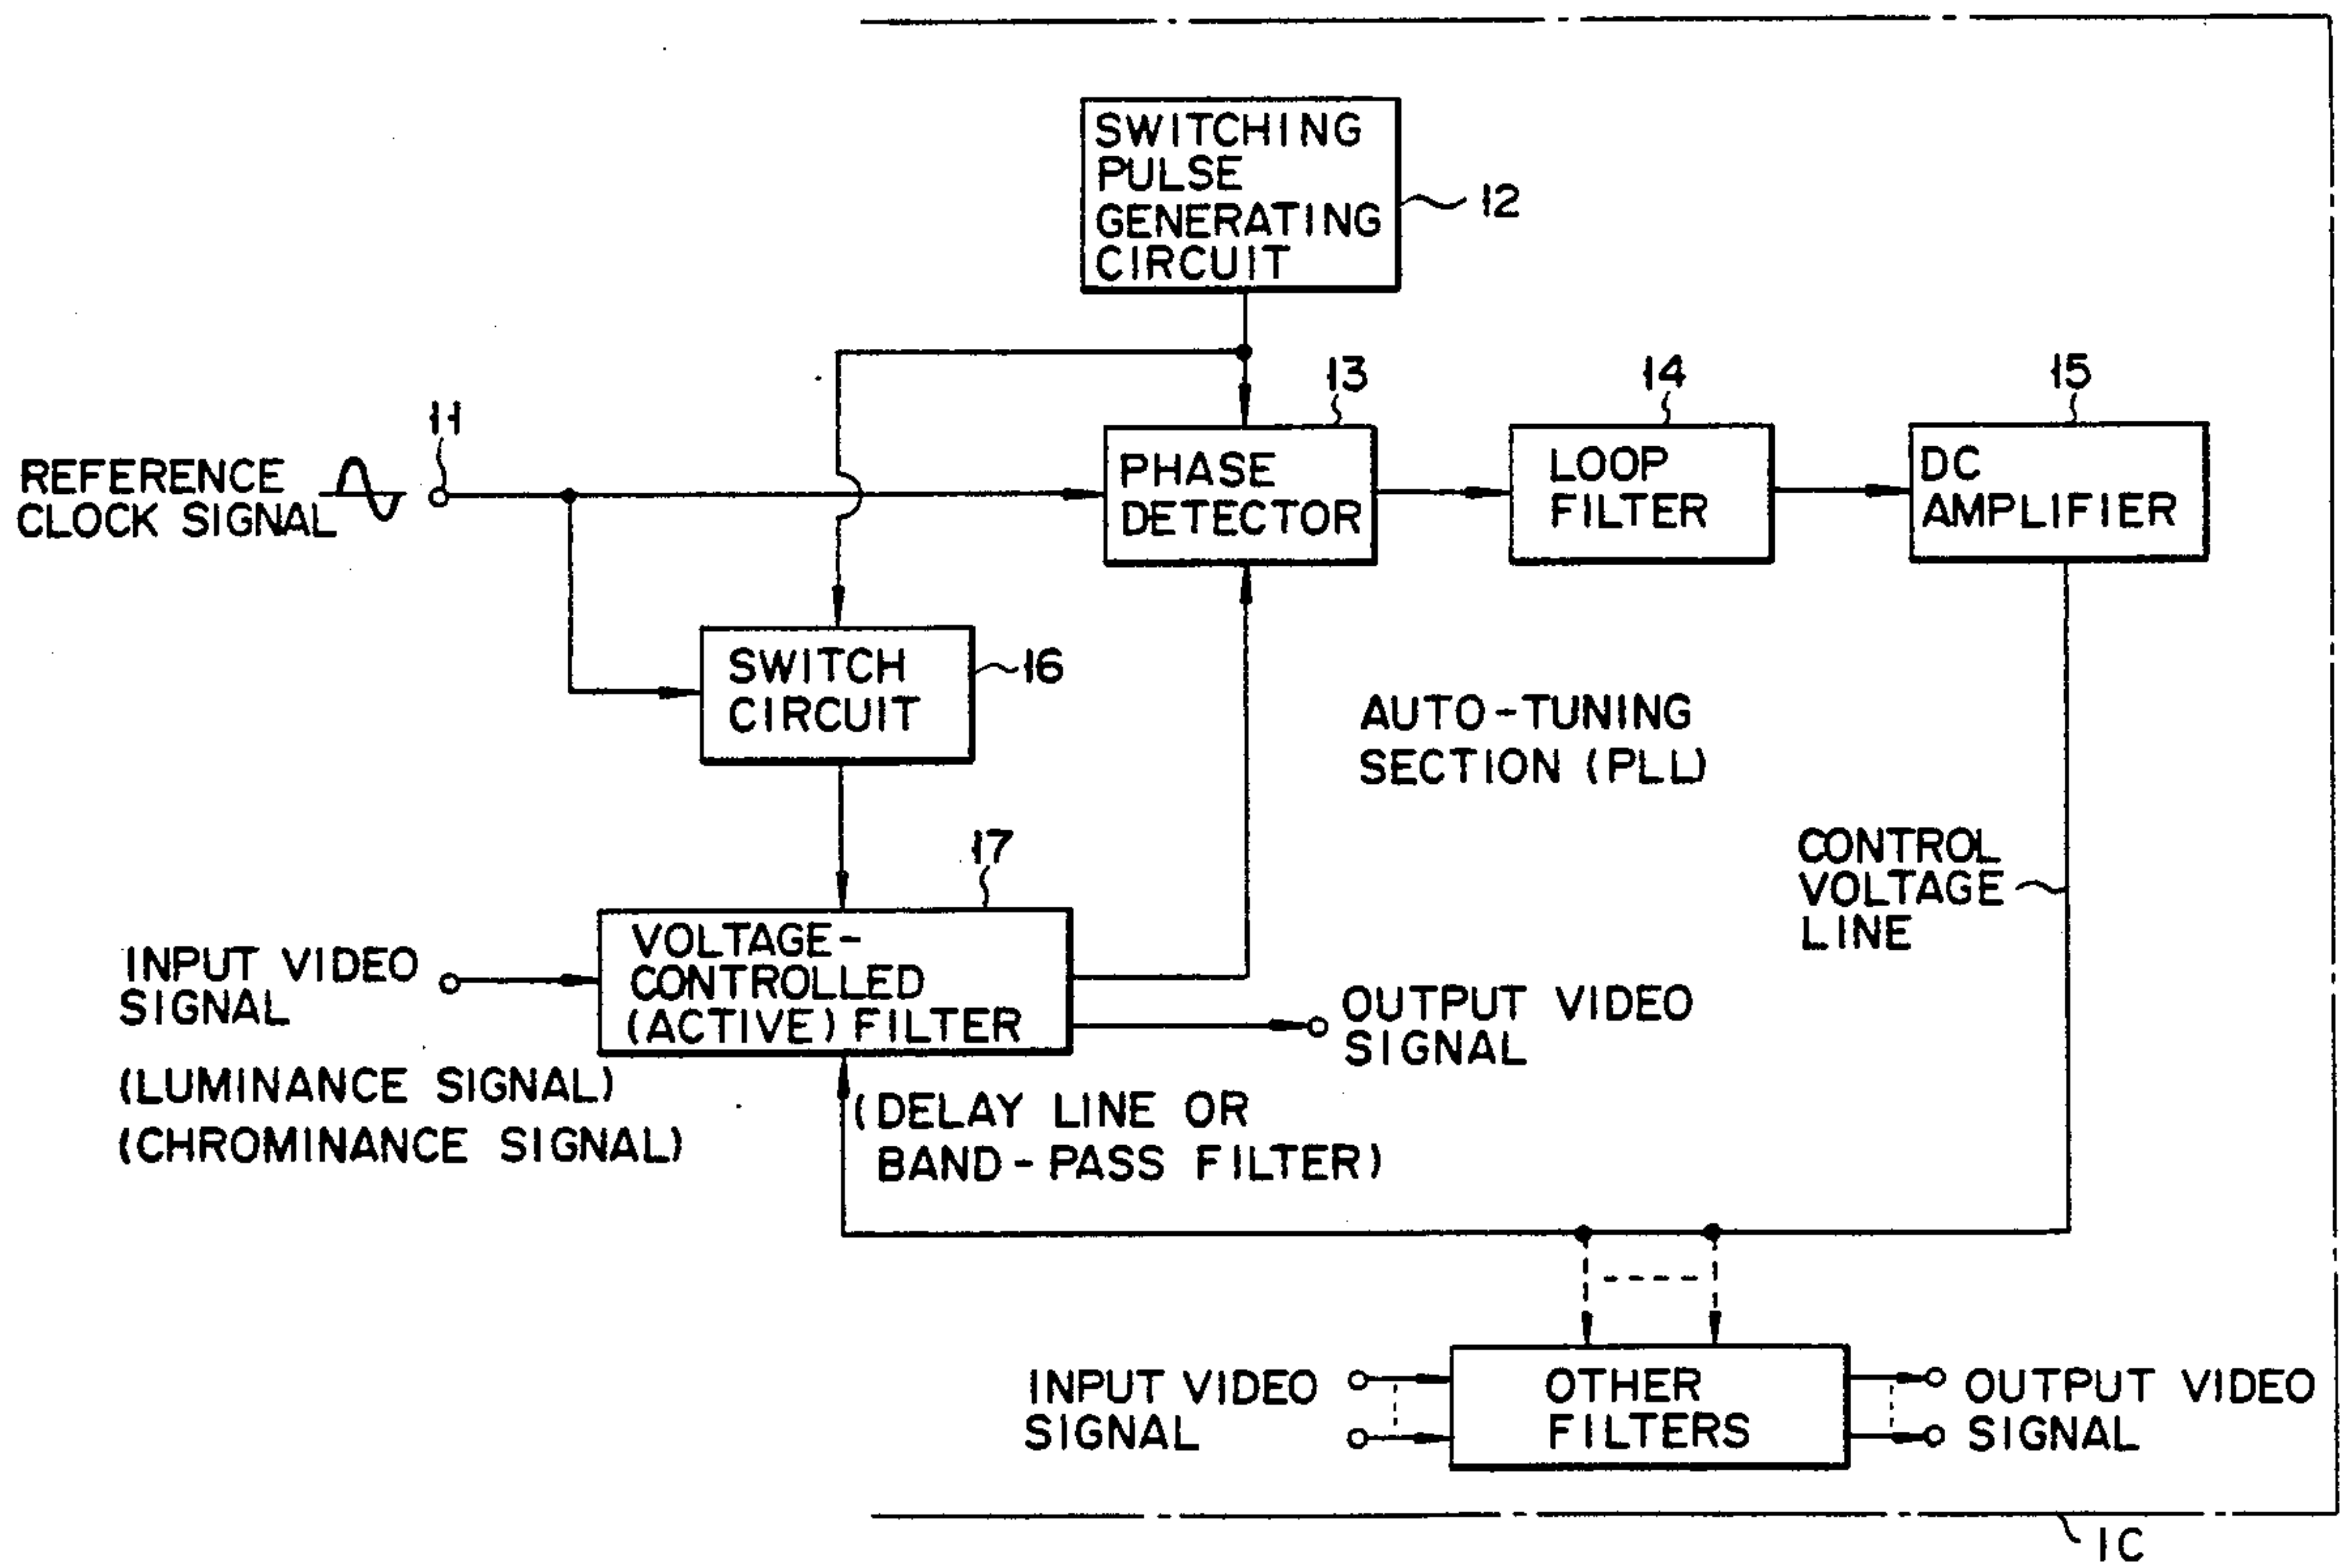 SWITCHING
PULSE
GENERATING
CIRCUIT
12
13
14
15
11
REFERENCE
CLOCK SIGNAL
PHASE
DETECTOR
LOOP
FILTER
DC
AMPLIFIER
SWITCH
CIRCUIT
16
AUTO-TUNING
SECTION (PLL)
17
CONTROL
VOLTAGE
LINE
INPUT VIDEO
SIGNAL
VOLTAGE-
CONTROLLED
(ACTIVE) FILTER
OUTPUT VIDEO
SIGNAL
(LUMINANCE SIGNAL)
(CHROMINANCE SIGNAL)
(DELAY LINE OR
BAND-PASS FILTER)
INPUT VIDEO
SIGNAL
OTHER
FILTERS
OUTPUT VIDEO
SIGNAL
IC